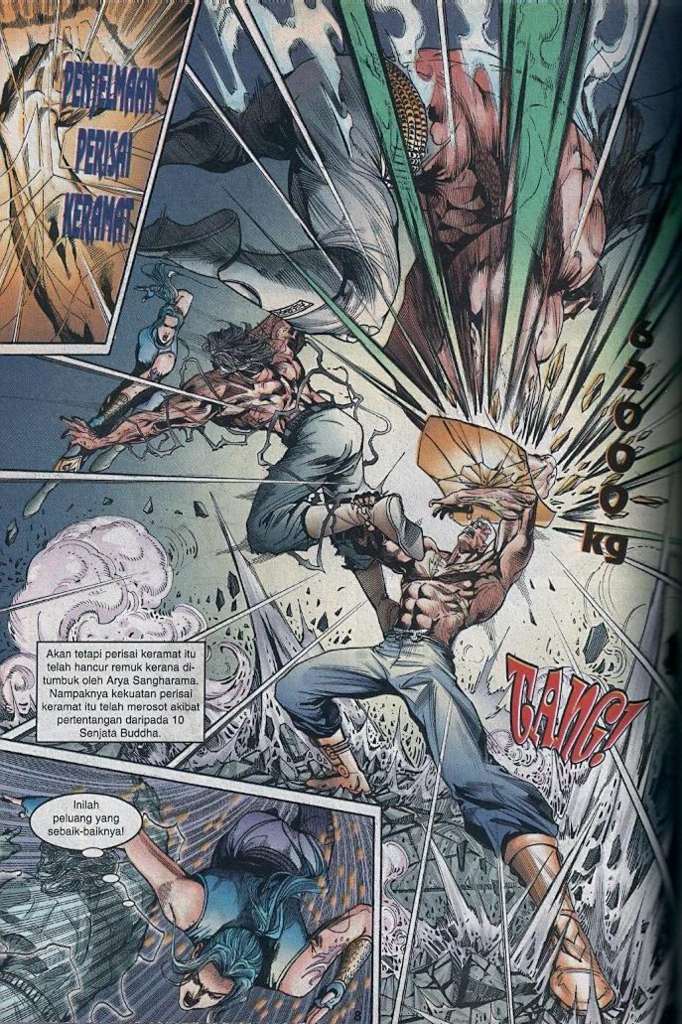 PENJELMAAN
PERISAI
KERAMAT
62000
kg
Akan tetapi perisai keramat itu
telah hancur remuk kerana di-
tumbuk oleh Arya Sangharama.
Nampaknya kekuatan perisai
keramat itu telah merosot akibat
pertentangan daripada 10
Senjata Buddha.
TANG!
Inilah
peluang yang
sebaik-baiknya!
8